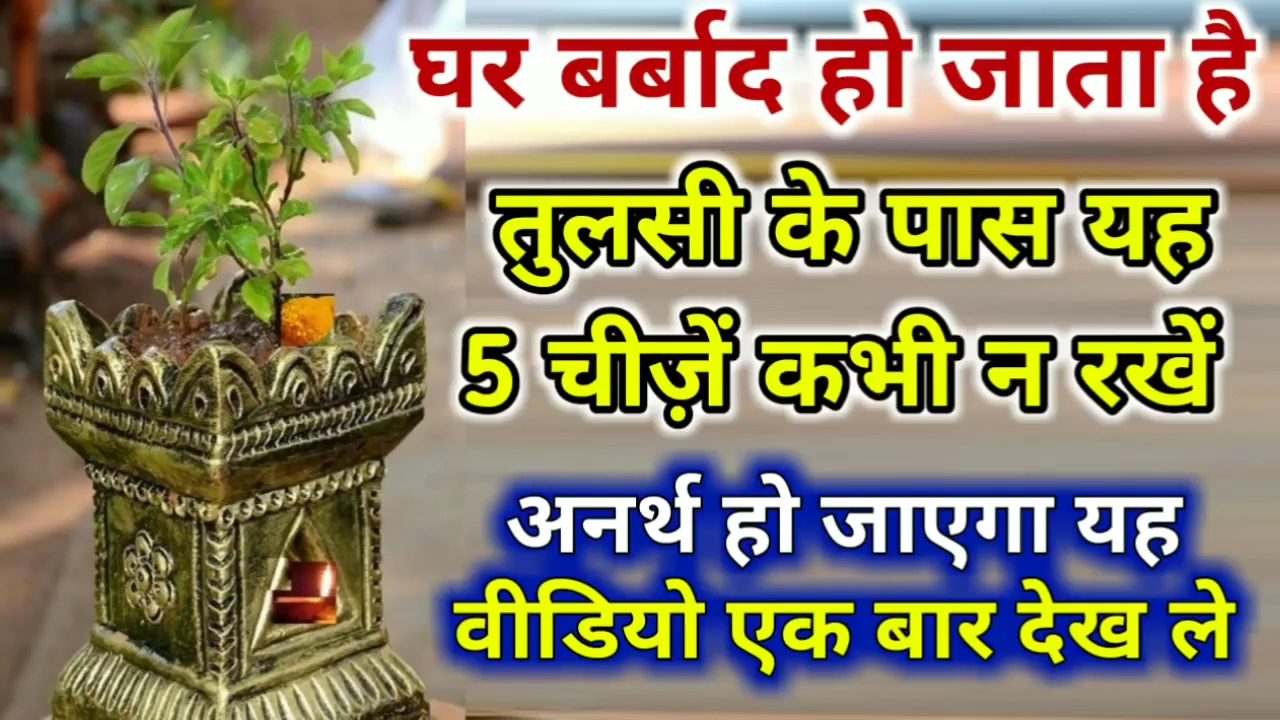 घर बर्बाद हो जाता है
तुलसी के पास यह
5 चीज़ें कभी न रखें
अनर्थ हो जाएगा यह
वीडियो एक बार देख ले